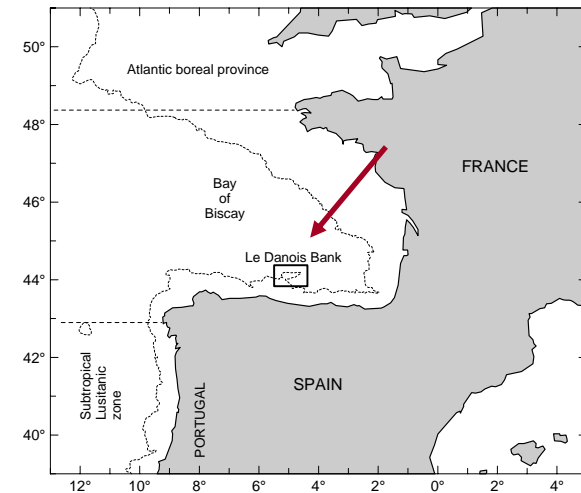 50°
48°
46°
44°
42°
40°
Atlantic boreal province
FRANCE
Bay
of
Biscay
Le Danois Bank
Subtropical
Lusitanic
zone
PORTUGAL
SPAIN
12° 10° 8° 6° 4° 2° 0° 2° 4°